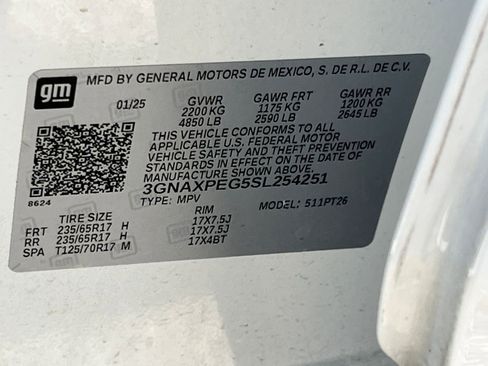 gm
MFD BY GENERAL MOTORS DE MEXICO, S. DE R.L. DE C.V.
01/25 GVWR GAWR FRT GAWR RR
2200 KG 1175 KG 1200 KG
4850 LB 2590 LB 2645 LB
THIS VEHICLE CONFORMS TO ALL
APPLICABLE U.S. FEDERAL MOTOR
VEHICLE SAFETY AND THEFT PREVENTION
STANDARDS IN EFFECT ON THE DATE OF
MANUFACTURE SHOWN ABOVE.
8624
3GNAXPEG5SL254251
TYPE: MPV MODEL: 511PT26
TIRE SIZE RIM
FRT 235/65R17 H 17X7.5J
RR 235/65R17 H 17X7.5J
SPA T125/70R17 M 17X4BT